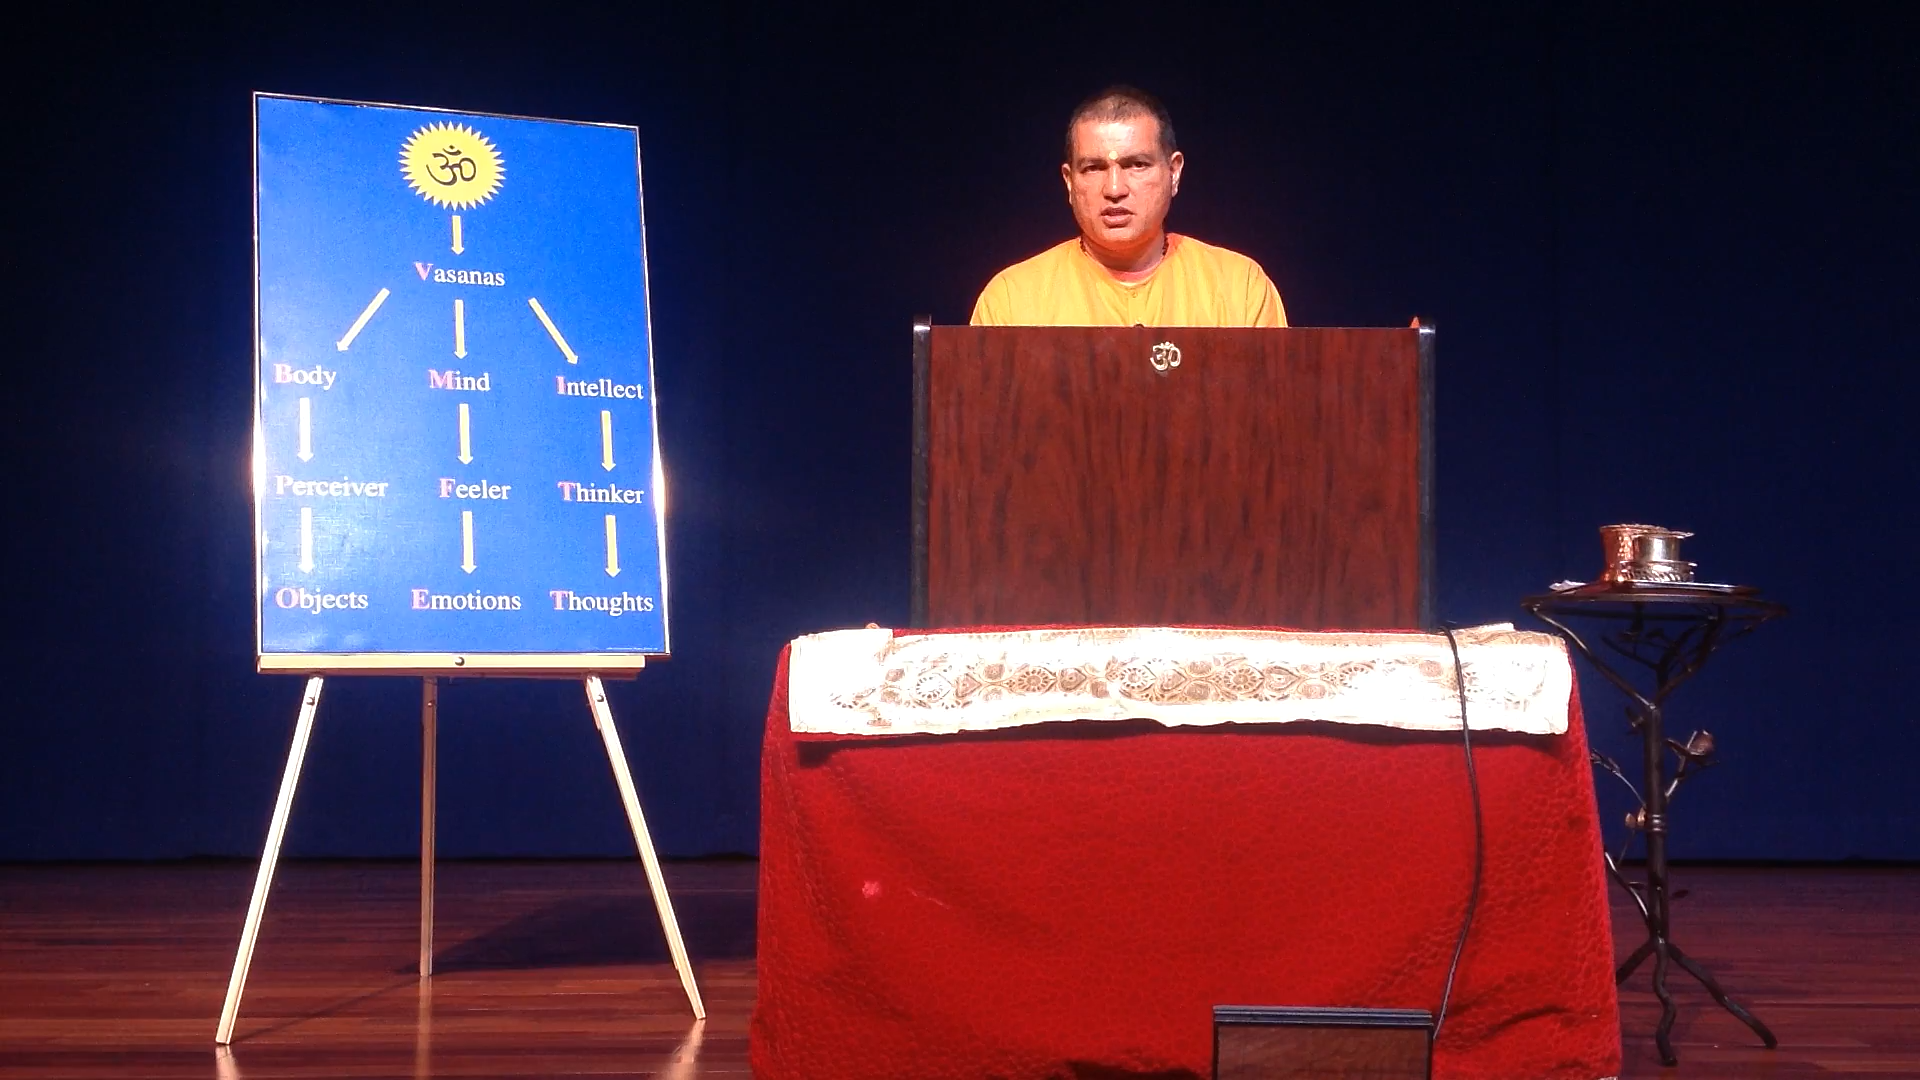 ॐ
Vasanas
Body Mind Intellect
Perceiver Feeler Thinker
Objects Emotions Thoughts
ॐ